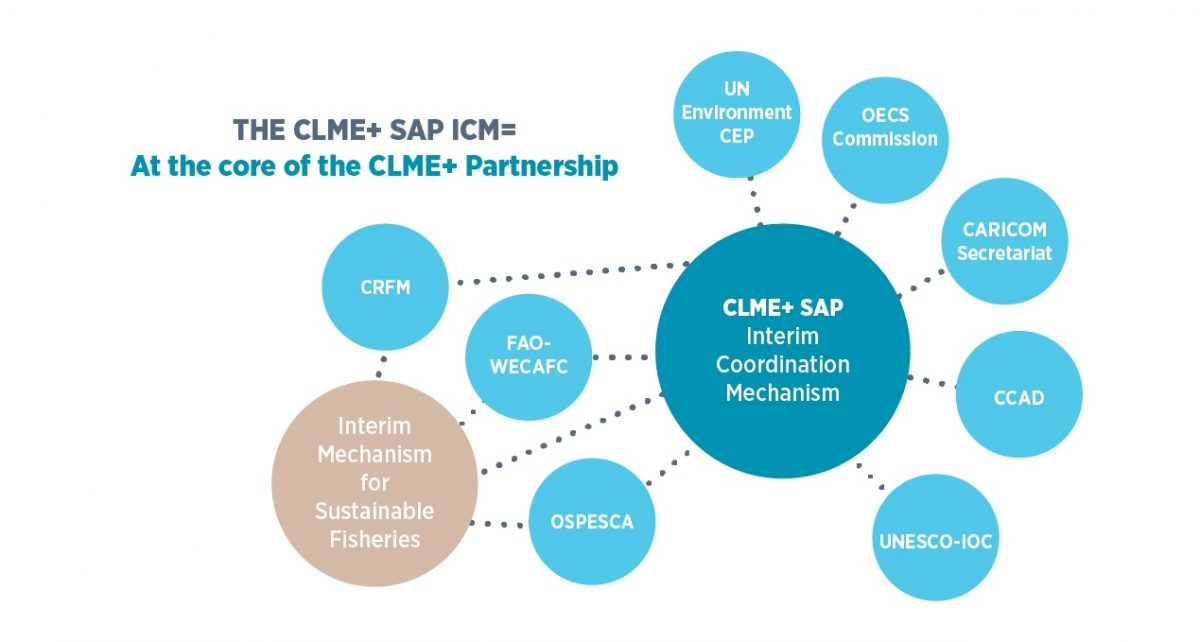 THE CLME+ SAP ICM=
At the core of the CLME+ Partnership
UN
Environment
CEP
OECS
Commission
CARICOM
Secretariat
CRFM
FAO-
WECAFC
CLME+ SAP
Interim
Coordination
Mechanism
CCAD
Interim
Mechanism
for
Sustainable
Fisheries
OSPESCA
UNESCO-IOC